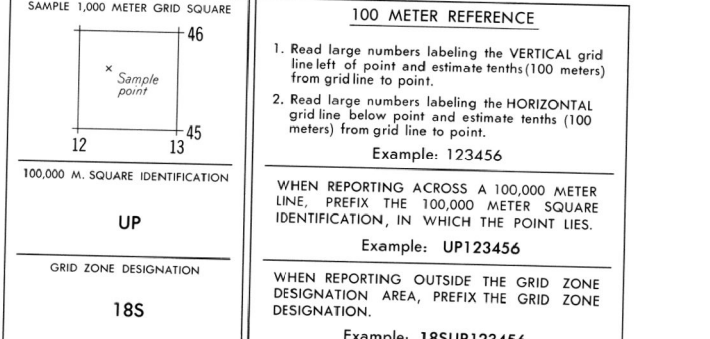 SAMPLE 1,000 METER GRID SQUARE
46
×
Sample
point
45
12
13
100,000 M. SQUARE IDENTIFICATION
UP
GRID ZONE DESIGNATION
18S
100 METER REFERENCE
1. Read large numbers labeling the VERTICAL grid
line left of point and estimate tenths (100 meters)
from grid line to point.
2. Read large numbers labeling the HORIZONTAL
grid line below point and estimate tenths (100
meters) from grid line to point.
Example: 123456
WHEN REPORTING ACROSS A 100,000 METER
LINE, PREFIX THE 100,000 METER SQUARE
IDENTIFICATION, IN WHICH THE POINT LIES.
Example: UP123456
WHEN REPORTING OUTSIDE THE GRID ZONE
DESIGNATION AREA, PREFIX THE GRID ZONE
DESIGNATION.
Example: 18SUP123456